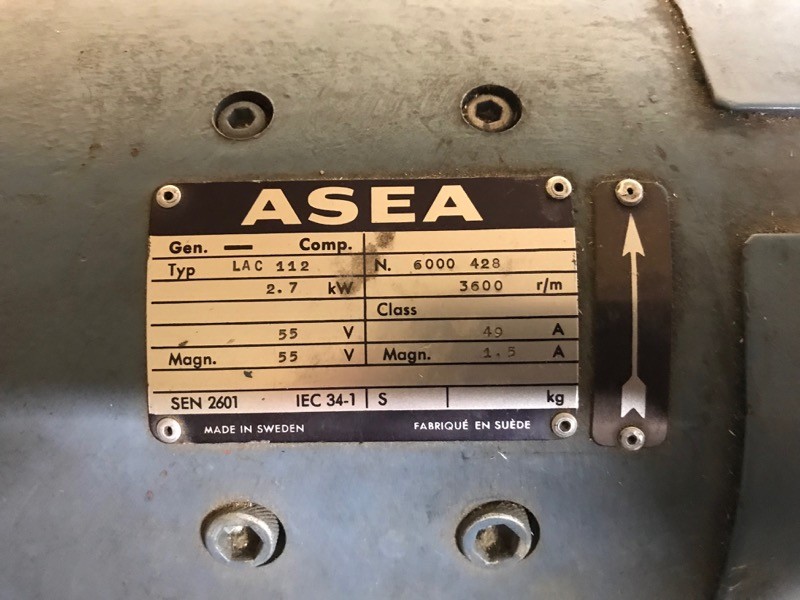 ASEA
Gen. — Comp.
Typ LAC 112 N. 6000 428
2.7 kW 3600 r/m
Class
55 V 49 A
Magn. 55 V Magn. 1.5 A
SEN 2601 IEC 34-1 S kg
MADE IN SWEDEN FABRIQUÉ EN SUÈDE